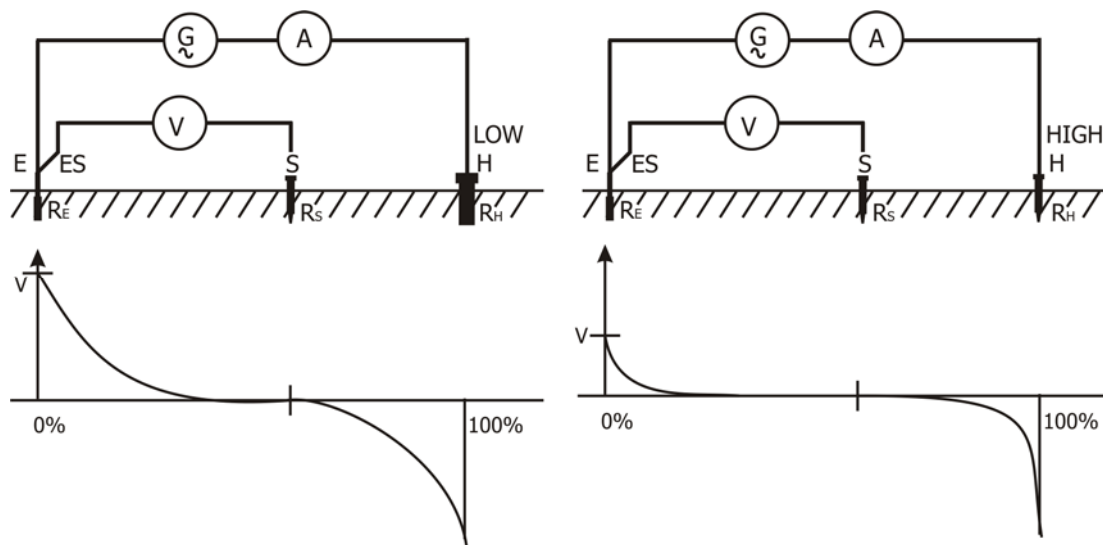 G A
V
LOW
E ES S H
RE RS RH
V
0% 100%
G A
V
HIGH
E ES S H
RE RS RH
V
0% 100%